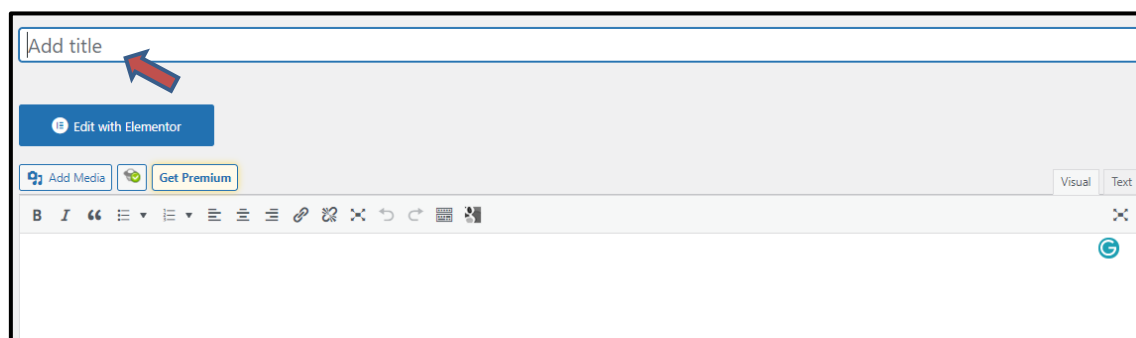 Add title
Edit with Elementor
Add Media Get Premium
Visual Text
B I